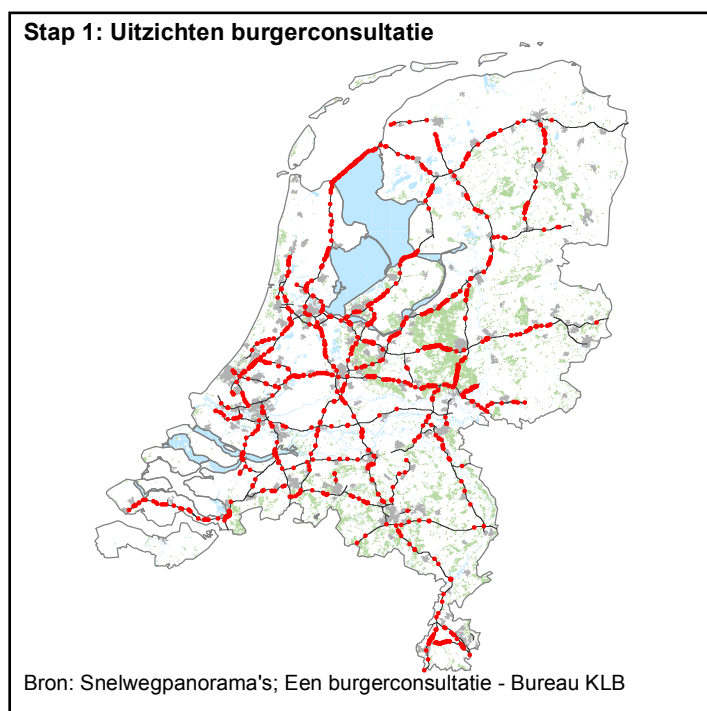 Stap 1: Uitzichten burgerconsultatie
Bron: Snelwegpanorama's; Een burgerconsultatie - Bureau KLB